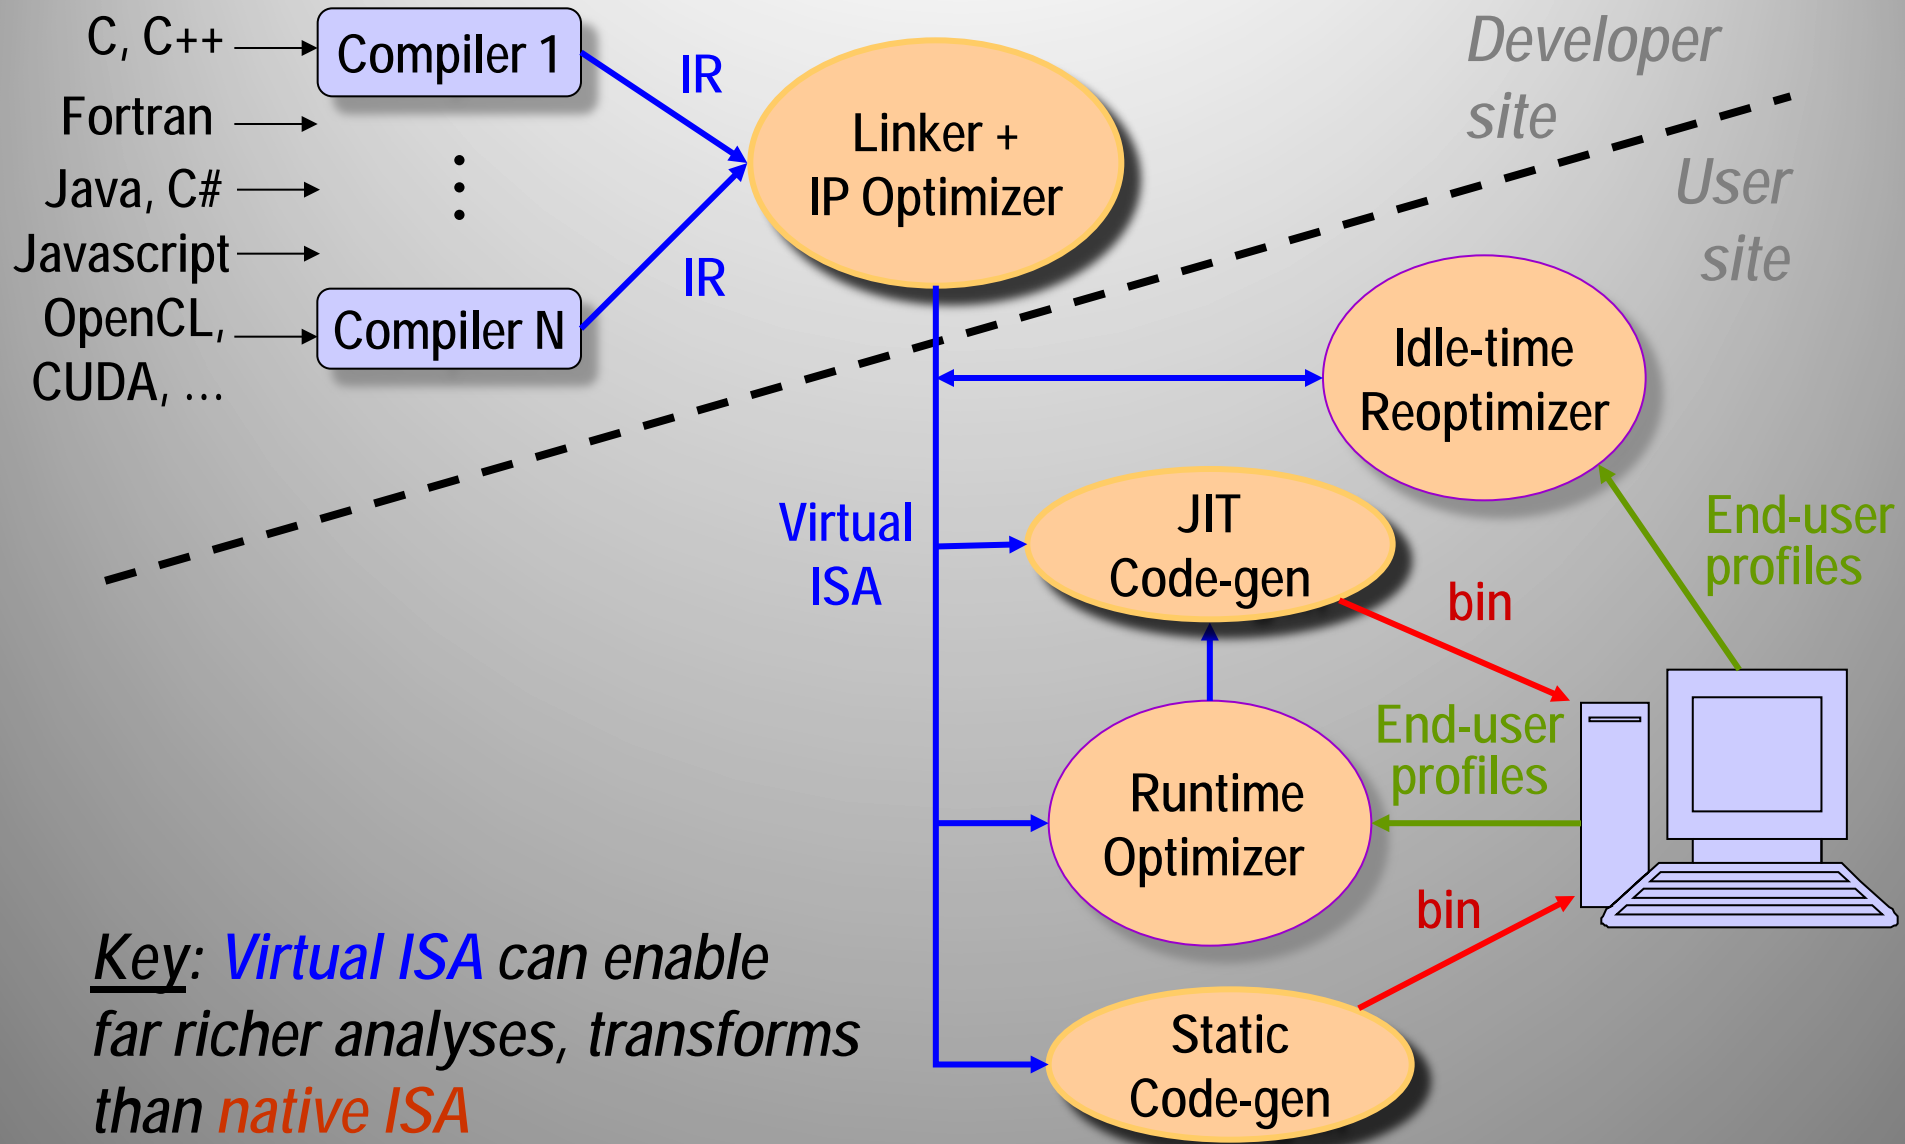 C, C++
Compiler 1
IR
Developer
site
Fortran
Linker +
IP Optimizer
Java, C#
User
site
Javascript
IR
OpenCL,
CUDA, ...
Compiler N
Idle-time
Reoptimizer
Virtual
ISA
JIT
Code-gen
End-user
profiles
bin
End-user
profiles
Runtime
Optimizer
bin
Key: Virtual ISA can enable
far richer analyses, transforms
than native ISA
Static
Code-gen